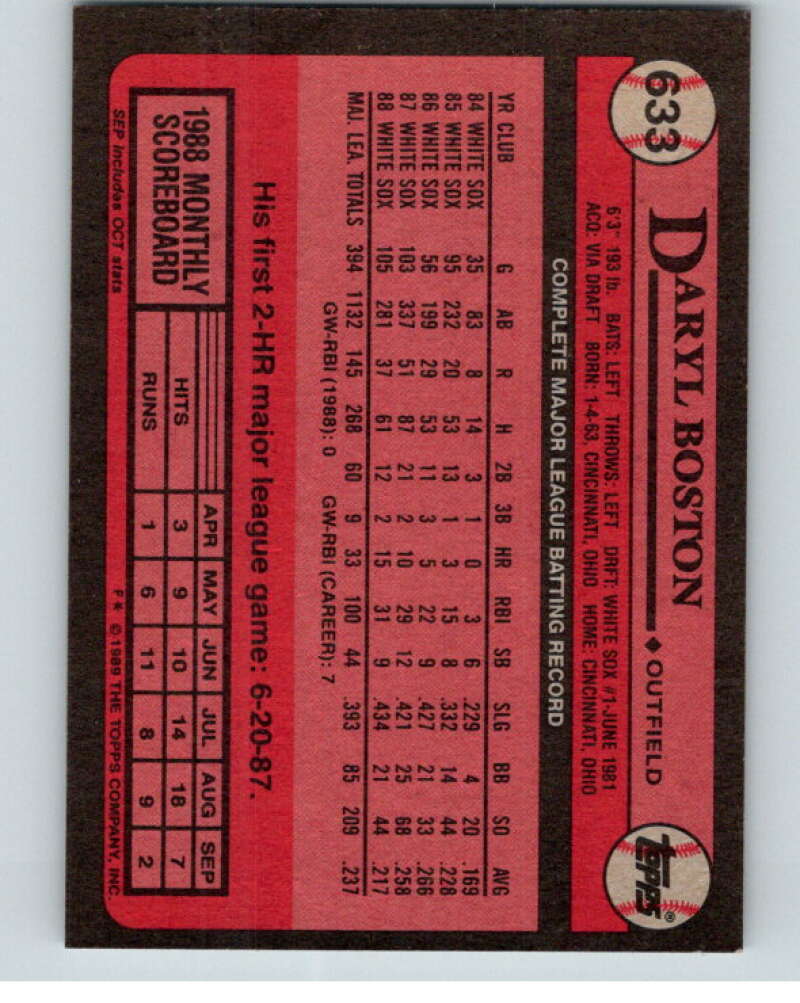 633
DARYL BOSTON ♦ OUTFIELD
topps®
6'3" 193 lb. BATS: LEFT THROWS: LEFT DRFT: WHITE SOX #1-JUNE 1981
ACQ: VIA DRAFT BORN: 1-4-63, CINCINNATI, OHIO HOME: CINCINNATI, OHIO
COMPLETE MAJOR LEAGUE BATTING RECORD
YR CLUB G AB R H 2B 3B HR RBI SB SLG BB SO AVG
84 WHITE SOX 35 83 8 14 3 1 0 3 6 .229 4 20 .169
85 WHITE SOX 95 232 20 53 13 1 3 15 8 .332 14 44 .228
86 WHITE SOX 56 199 29 53 11 3 5 22 9 .427 21 33 .266
87 WHITE SOX 103 337 51 87 21 2 10 29 12 .421 25 68 .258
88 WHITE SOX 105 281 37 61 12 2 15 31 9 .434 21 44 .217
MAJ. LEA. TOTALS 394 1132 145 268 60 9 33 100 44 .393 85 209 .237
GW-RBI (1988): 0 GW-RBI (CAREER): 7
His first 2-HR major league game: 6-20-87.
1988 MONTHLY
SCOREBOARD
APR MAY JUN JUL AUG SEP
HITS 3 9 10 14 18 7
RUNS 1 6 11 8 9 2
SEP includes OCT stats
F* © 1989 THE TOPPS COMPANY, INC.